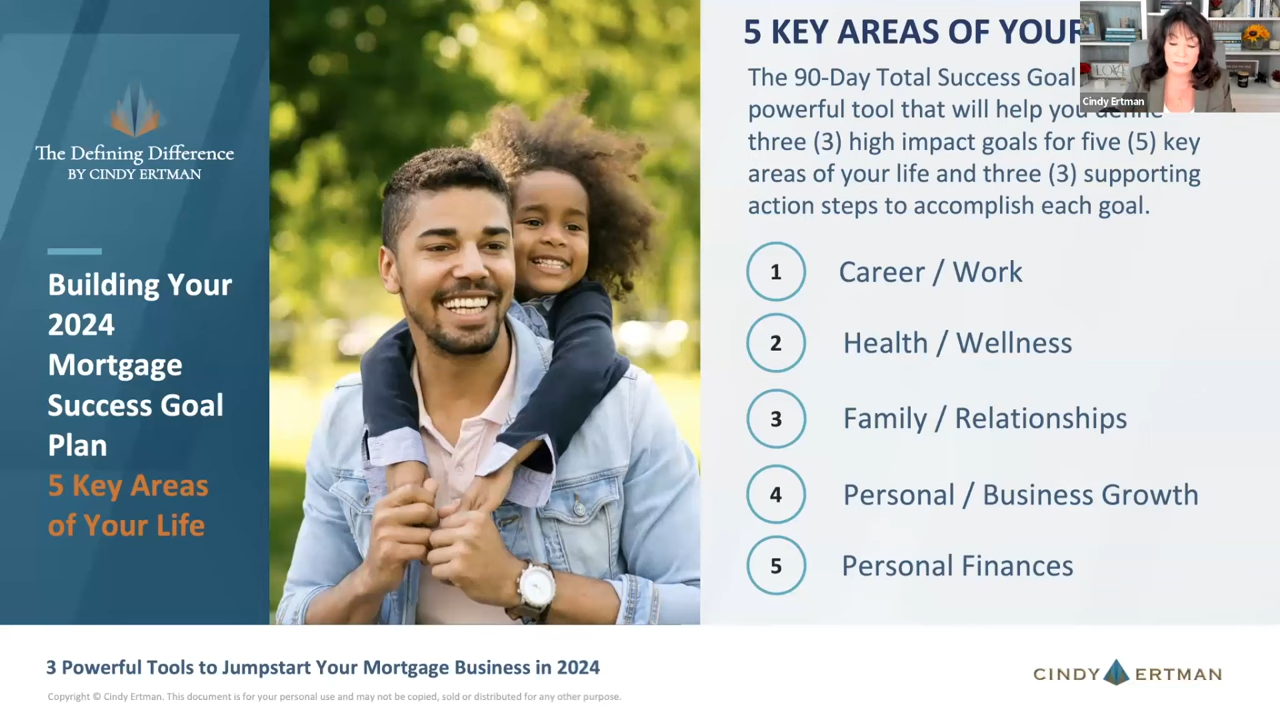 The Defining Difference
BY CINDY ERTMAN
Building Your
2024
Mortgage
Success Goal
Plan
5 Key Areas
of Your Life
5 KEY AREAS OF YOUR
The 90-Day Total Success Goal
powerful tool that will help you define
three (3) high impact goals for five (5) key
areas of your life and three (3) supporting
action steps to accomplish each goal.
1 Career / Work
2 Health / Wellness
3 Family / Relationships
4 Personal / Business Growth
5 Personal Finances
LOVE
Cindy Ertman
3 Powerful Tools to Jumpstart Your Mortgage Business in 2024
Copyright © Cindy Ertman. This document is for your personal use and may not be copied, sold or distributed for any other purpose.
CINDY ERTMAN